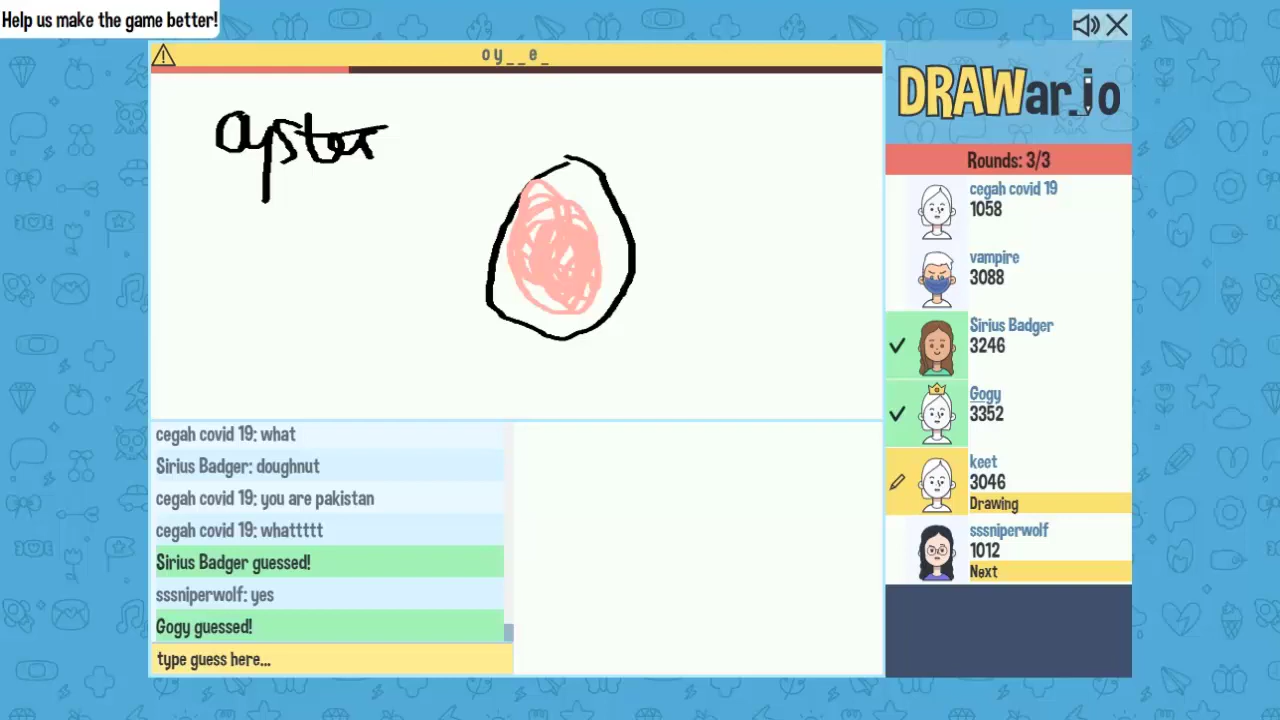 Help us make the game better!
oy__e_
oyster
DRAWar.io
Rounds: 3/3
cegah covid 19
1058
vampire
3088
Sirius Badger
3246
Gogy
3352
keet
3046
Drawing
sssniperwolf
1012
Next
cegah covid 19: what
Sirius Badger: doughnut
cegah covid 19: you are pakistan
cegah covid 19: whattttt
Sirius Badger guessed!
sssniperwolf: yes
Gogy guessed!
type guess here...